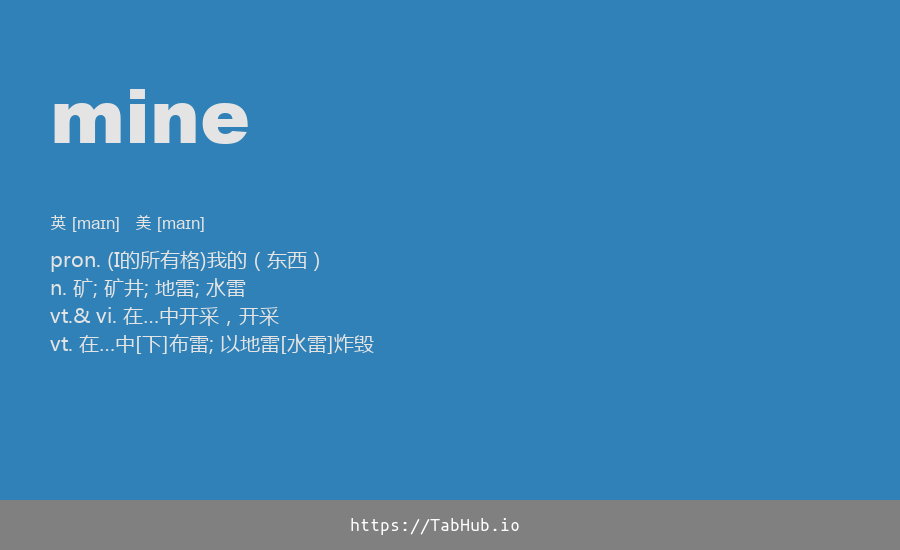 mine
英 [maɪn] 美 [maɪn]
pron. (I的所有格)我的（东西）
n. 矿; 矿井; 地雷; 水雷
vt.& vi. 在…中开采，开采
vt. 在…中[下]布雷; 以地雷[水雷]炸毁
https://TabHub.io